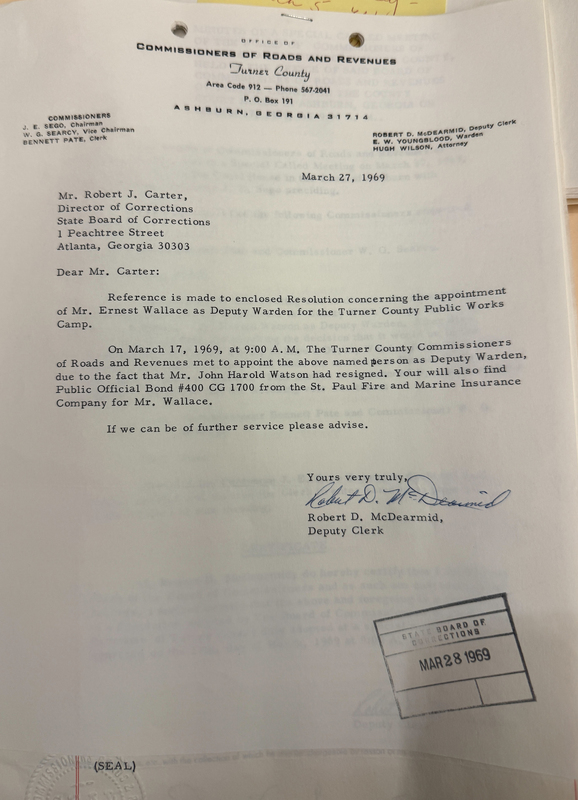 OFFICE OF
COMMISSIONERS OF ROADS AND REVENUES
Turner County
Area Code 912 — Phone 567-2041
P. O. Box 191
ASHBURN, GEORGIA 31714
COMMISSIONERS
J. E. SEGO, Chairman
W. G. SEARCY, Vice Chairman
BENNETT PATE, Clerk
ROBERT D. McDEARMID, Deputy Clerk
E. W. YOUNGBLOOD, Warden
HUGH WILSON, Attorney
March 27, 1969
Mr. Robert J. Carter,
Director of Corrections
State Board of Corrections
1 Peachtree Street
Atlanta, Georgia 30303
Dear Mr. Carter:
Reference is made to enclosed Resolution concerning the appointment
of Mr. Ernest Wallace as Deputy Warden for the Turner County Public Works
Camp.
On March 17, 1969, at 9:00 A. M. The Turner County Commissioners
of Roads and Revenues met to appoint the above named person as Deputy Warden,
due to the fact that Mr. John Harold Watson had resigned. Your will also find
Public Official Bond #400 CG 1700 from the St. Paul Fire and Marine Insurance
Company for Mr. Wallace.
If we can be of further service please advise.
Yours very truly,
Robert D. McDearmid
Robert D. McDearmid,
Deputy Clerk
STATE BOARD OF
CORRECTIONS
MAR 28 1969
(SEAL)